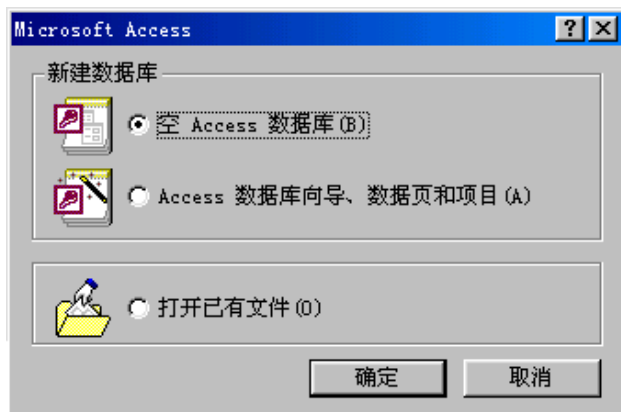 Microsoft Access
新建数据库
空 Access 数据库(B)
Access 数据库向导、数据页和项目(A)
打开已有文件(O)
确定 取消